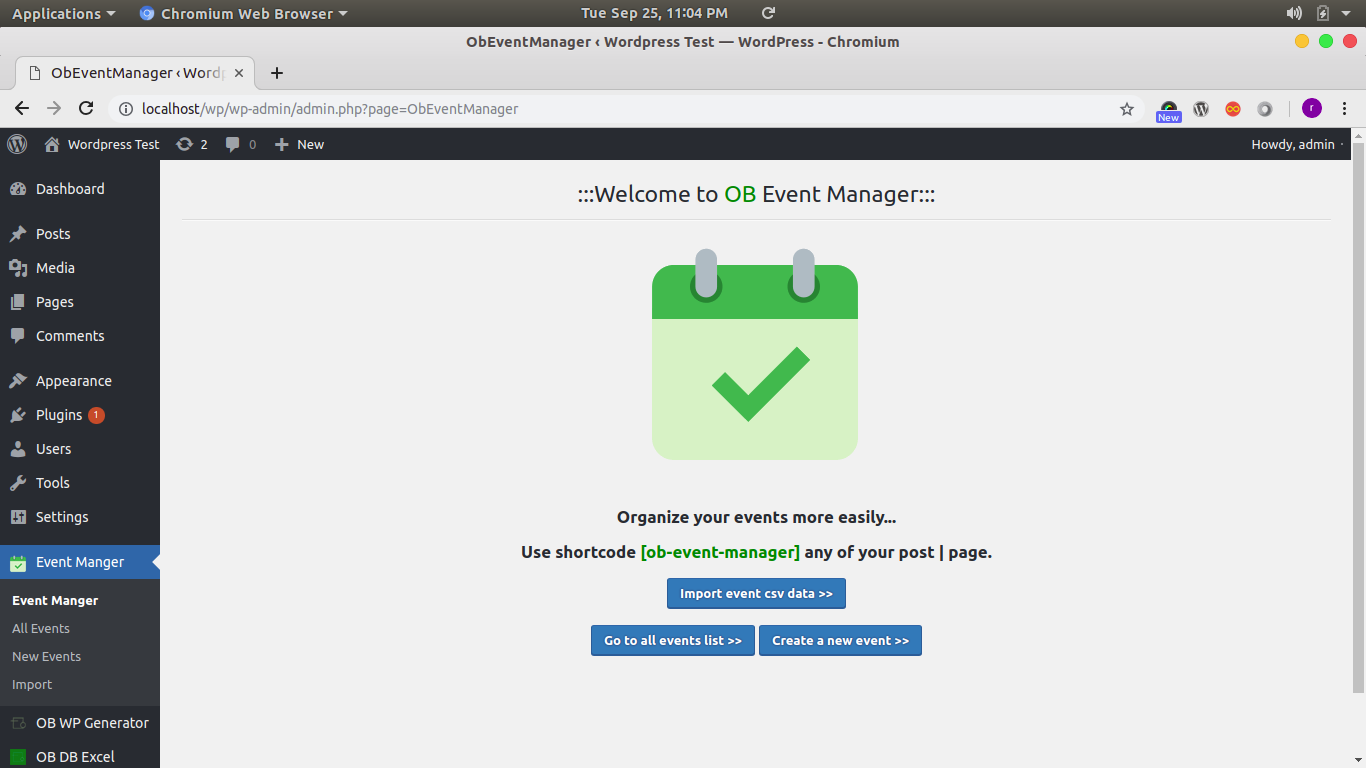 Applications Chromium Web Browser Tue Sep 25, 11:04 PM
ObEventManager ‹ Wordpress Test — WordPress - Chromium
ObEventManager ‹ Wordp
localhost/wp/wp-admin/admin.php?page=ObEventManager
New
r
Wordpress Test 2 0 New Howdy, admin
Dashboard
Posts
Media
Pages
Comments
Appearance
Plugins 1
Users
Tools
Settings
Event Manger
Event Manger
All Events
New Events
Import
OB WP Generator
OB DB Excel
:::Welcome to OB Event Manager:::
Organize your events more easily...
Use shortcode [ob-event-manager] any of your post | page.
Import event csv data >>
Go to all events list >> Create a new event >>